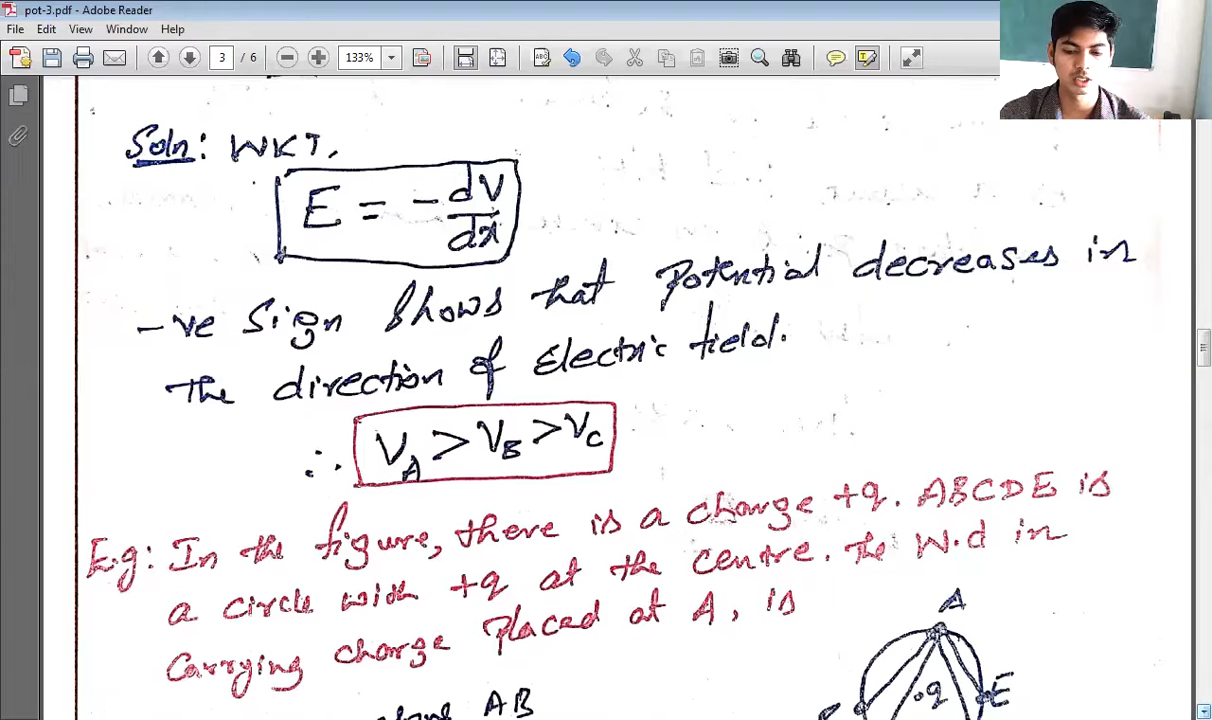 pot-3.pdf - Adobe Reader
File Edit View Window Help
3 / 6 133%
Soln: WKT,
E = -dV/dx
-ve sign shows that potential decreases in
the direction of Electric field.
∴ VA > VB > VC
E.g: In the figure, there is a charge +q. ABCDE is
a circle with +q at the centre. The W.d in
Carrying charge placed at A, is
A
AB
.q E